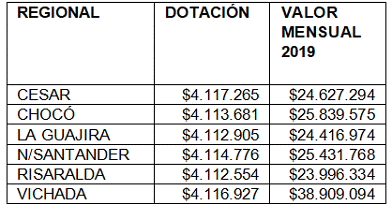 REGIONAL DOTACIÓN VALOR
MENSUAL
2019
CESAR $4.117.265 $24.627.294
CHOCÓ $4.113.681 $25.839.575
LA GUAJIRA $4.112.905 $24.416.974
N/SANTANDER $4.114.776 $25.431.768
RISARALDA $4.112.554 $23.996.334
VICHADA $4.116.927 $38.909.094